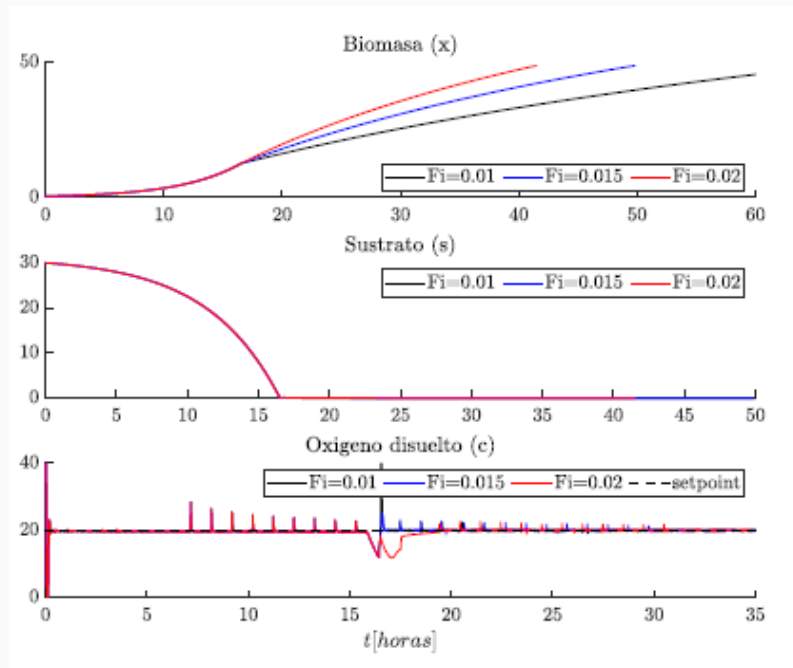 Biomasa (x)
50
0
Fi=0.01 Fi=0.015 Fi=0.02
0 10 20 30 40 50 60
Sustrato (s)
30
20
10
0
Fi=0.01 Fi=0.015 Fi=0.02
0 5 10 15 20 25 30 35 40 45 50
Oxigeno disuelto (c)
40
20
0
Fi=0.01 Fi=0.015 Fi=0.02 setpoint
0 5 10 15 20 25 30 35
t[horas]